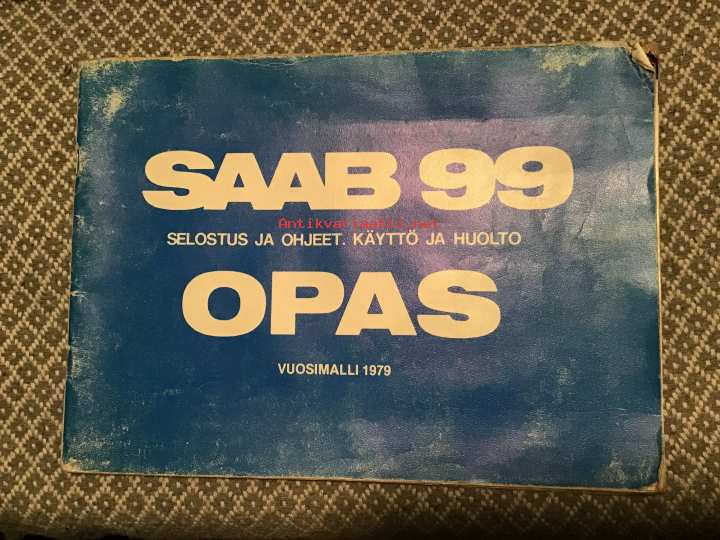 SAAB 99
Antikvariaatti.net
SELOSTUS JA OHJEET. KÄYTTÖ JA HUOLTO
OPAS
VUOSIMALLI 1979